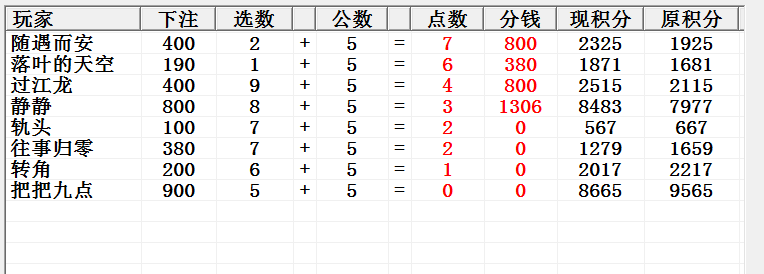 玩家 下注 选数 公数 点数 分钱 现积分 原积分
随遇而安 400 2 + 5 = 7 800 2325 1925
落叶的天空 190 1 + 5 = 6 380 1871 1681
过江龙 400 9 + 5 = 4 800 2515 2115
静静 800 8 + 5 = 3 1306 8483 7977
轨头 100 7 + 5 = 2 0 567 667
往事归零 380 7 + 5 = 2 0 1279 1659
转角 200 6 + 5 = 1 0 2017 2217
把把九点 900 5 + 5 = 0 0 8665 9565